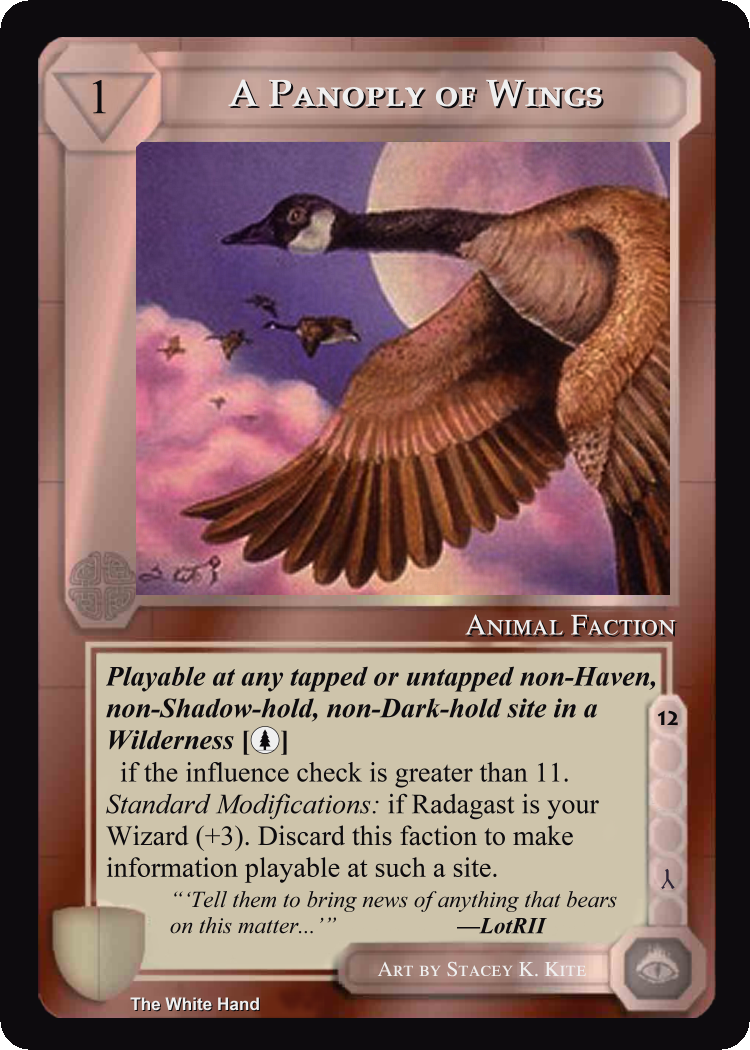 1
A Panoply of Wings
Animal Faction
Playable at any tapped or untapped non-Haven,
non-Shadow-hold, non-Dark-hold site in a
Wilderness []
if the influence check is greater than 11.
Standard Modifications: if Radagast is your
Wizard (+3). Discard this faction to make
information playable at such a site.
“‘Tell them to bring news of anything that bears
on this matter...’” —LotRII
12
Art by Stacey K. Kite
The White Hand